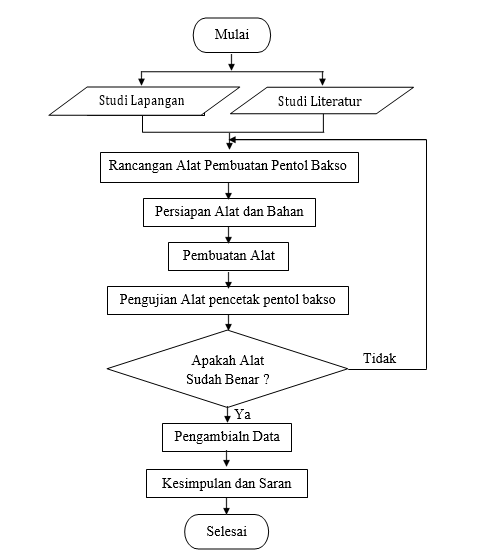 Mulai
Studi Lapangan
Studi Literatur
Rancangan Alat Pembuatan Pentol Bakso
Persiapan Alat dan Bahan
Pembuatan Alat
Pengujian Alat pencetak pentol bakso
Apakah Alat
Sudah Benar ?
Tidak
Ya
Pengambialn Data
Kesimpulan dan Saran
Selesai